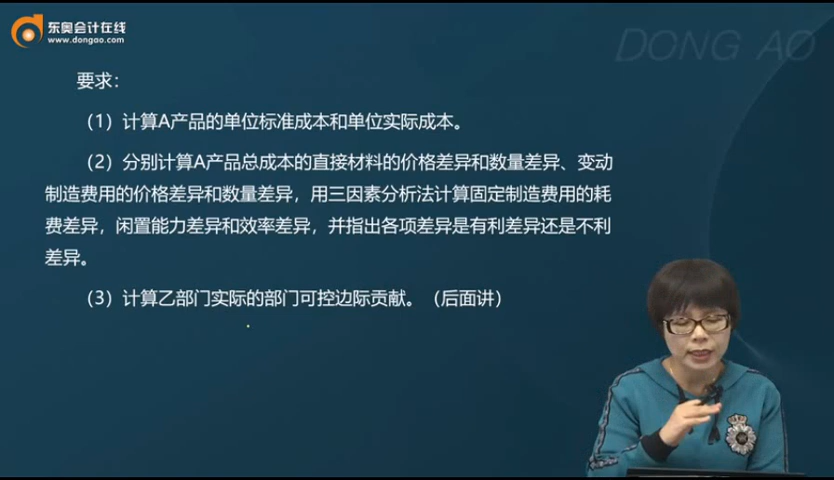 东奥会计在线
www.dongao.com
DONG AO
要求：
（1）计算A产品的单位标准成本和单位实际成本。
（2）分别计算A产品总成本的直接材料的价格差异和数量差异、变动
制造费用的价格差异和数量差异，用三因素分析法计算固定制造费用的耗
费差异，闲置能力差异和效率差异，并指出各项差异是有利差异还是不利
差异。
（3）计算乙部门实际的部门可控边际贡献。（后面讲）